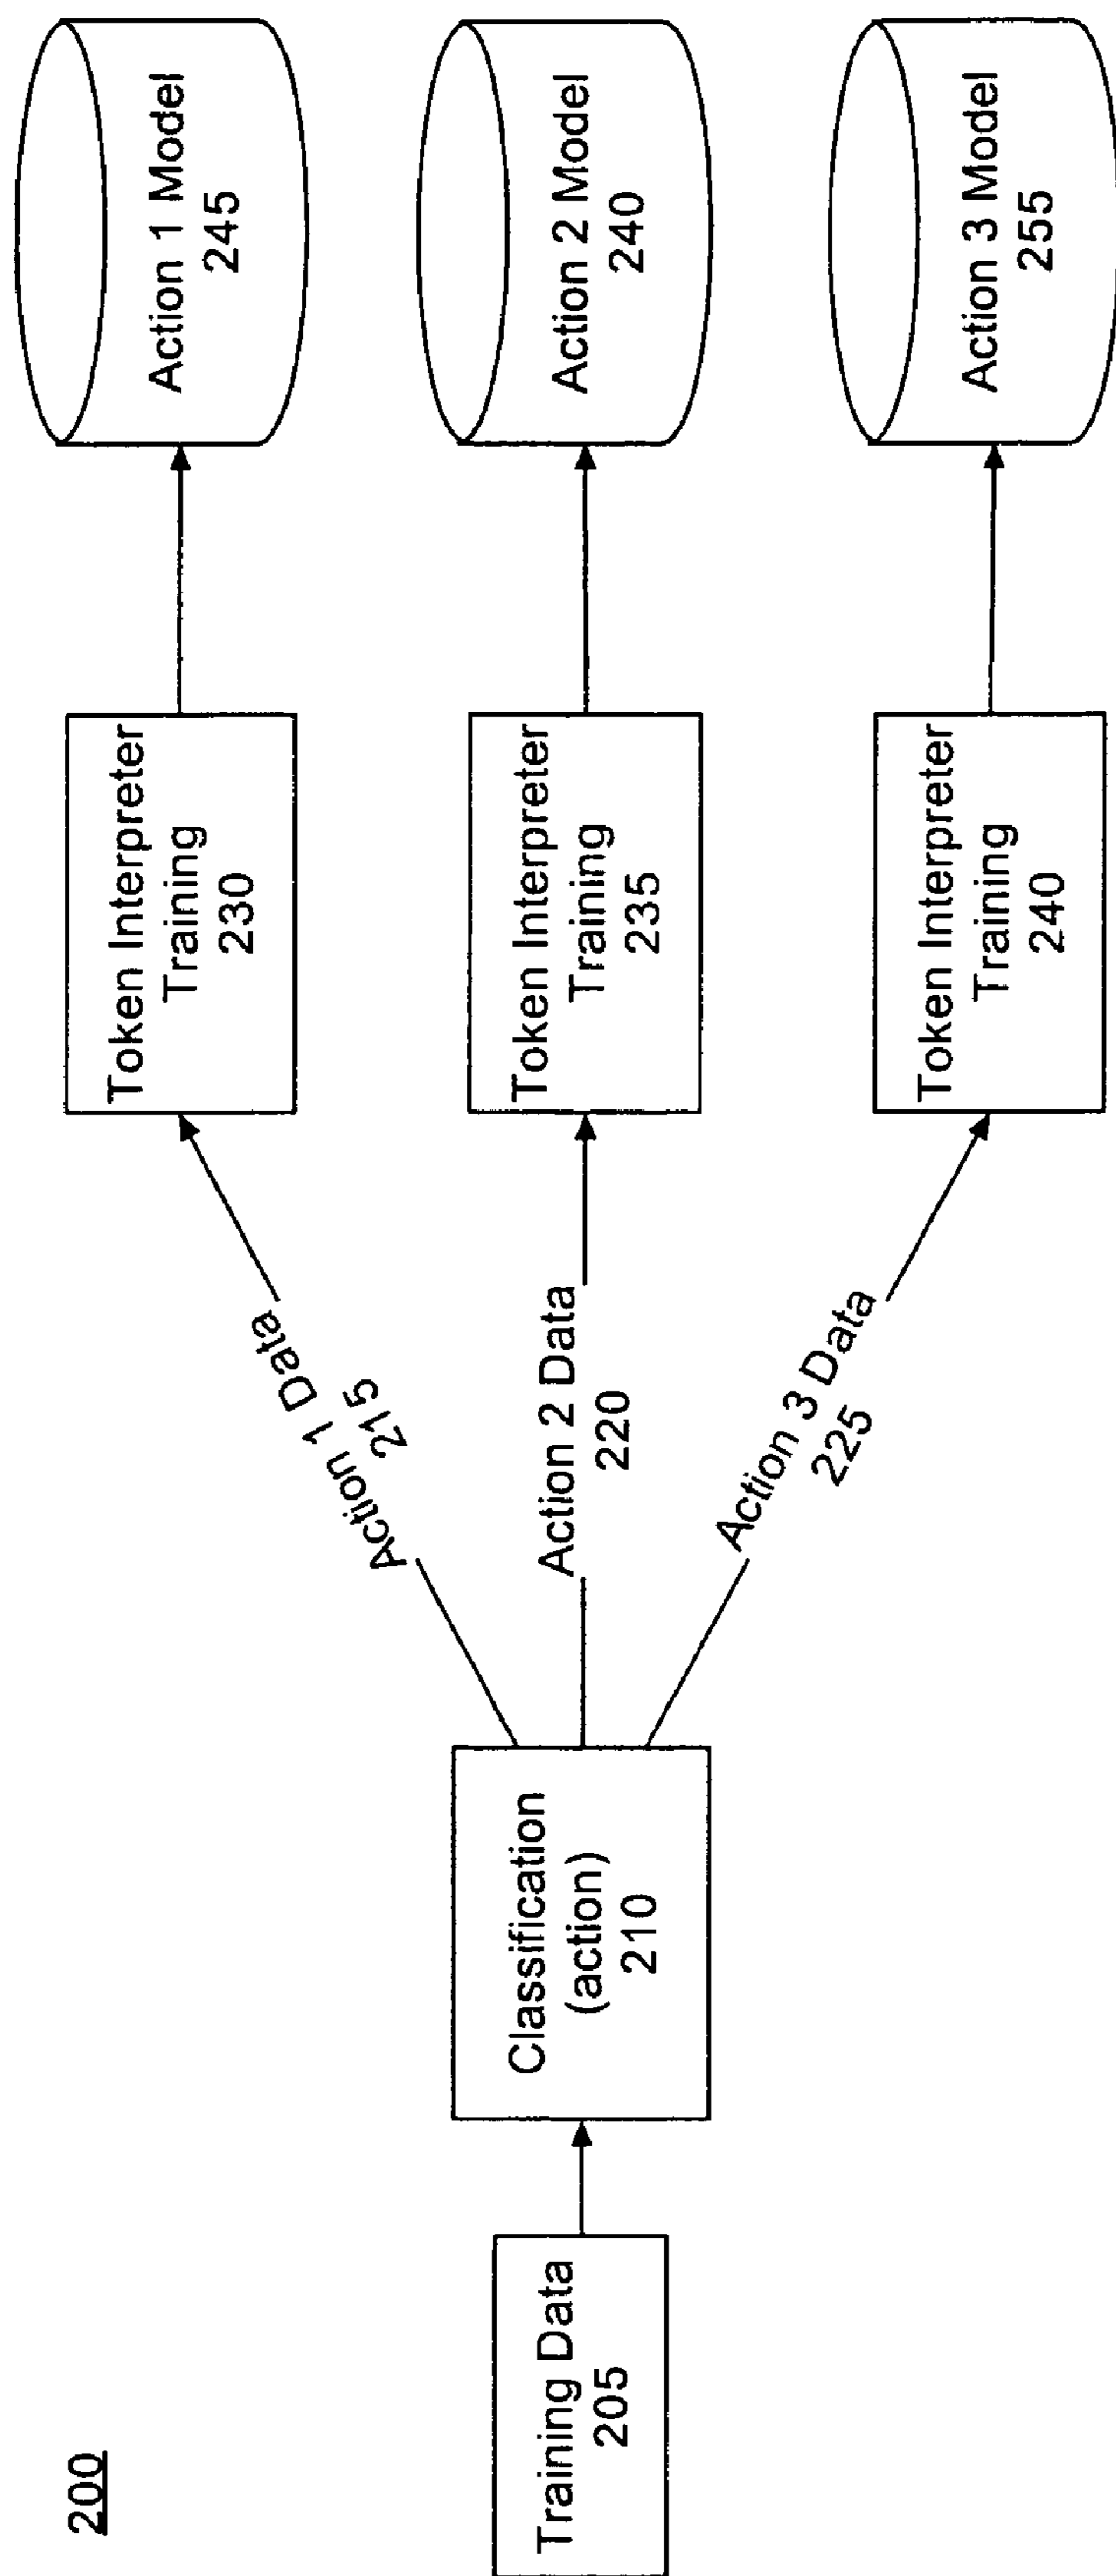 200
Training Data
205
Classification
(action)
210
Action 1 Data
215
Action 2 Data
220
Action 3 Data
225
Token Interpreter
Training
230
Token Interpreter
Training
235
Token Interpreter
Training
240
Action 1 Model
245
Action 2 Model
240
Action 3 Model
255